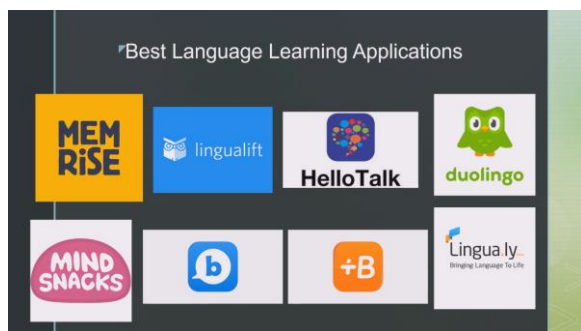 Best Language Learning Applications
MEM
RiSE
lingualift
HelloTalk
duolingo
MIND
SNACKS
b
+B
Lingua.ly
Bringing Language To Life